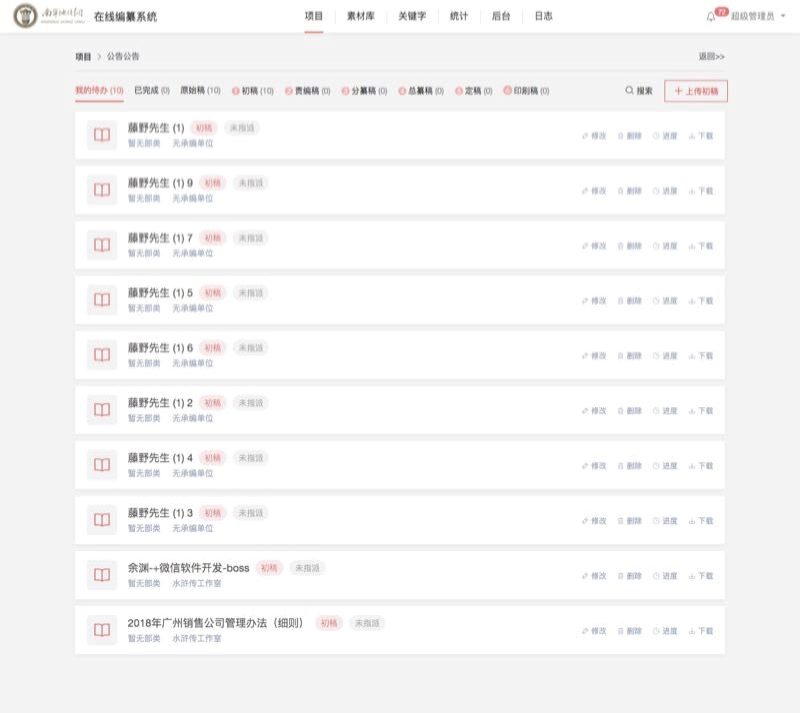 在线编纂系统 项目 素材库 关键字 统计 后台 日志 72 超级管理员
项目 > 公告公告 返回>>
我的待办 (10) 已完成 (0) 原始稿 (10) 初稿 (10) 责编稿 (0) 分纂稿 (0) 总纂稿 (0) 定稿 (0) 印刷稿 (0) 搜索 + 上传初稿
藤野先生 (1) 初稿 未指派
暂无部类 无承编单位 修改 删除 进度 下载
藤野先生 (1) 9 初稿 未指派
暂无部类 无承编单位 修改 删除 进度 下载
藤野先生 (1) 7 初稿 未指派
暂无部类 无承编单位 修改 删除 进度 下载
藤野先生 (1) 5 初稿 未指派
暂无部类 无承编单位 修改 删除 进度 下载
藤野先生 (1) 6 初稿 未指派
暂无部类 无承编单位 修改 删除 进度 下载
藤野先生 (1) 2 初稿 未指派
暂无部类 无承编单位 修改 删除 进度 下载
藤野先生 (1) 4 初稿 未指派
暂无部类 无承编单位 修改 删除 进度 下载
藤野先生 (1) 3 初稿 未指派
暂无部类 无承编单位 修改 删除 进度 下载
余渊-+微信软件开发-boss 初稿 未指派
暂无部类 水浒传工作室 修改 删除 进度 下载
2018年广州销售公司管理办法（细则） 初稿 未指派
暂无部类 水浒传工作室 修改 删除 进度 下载